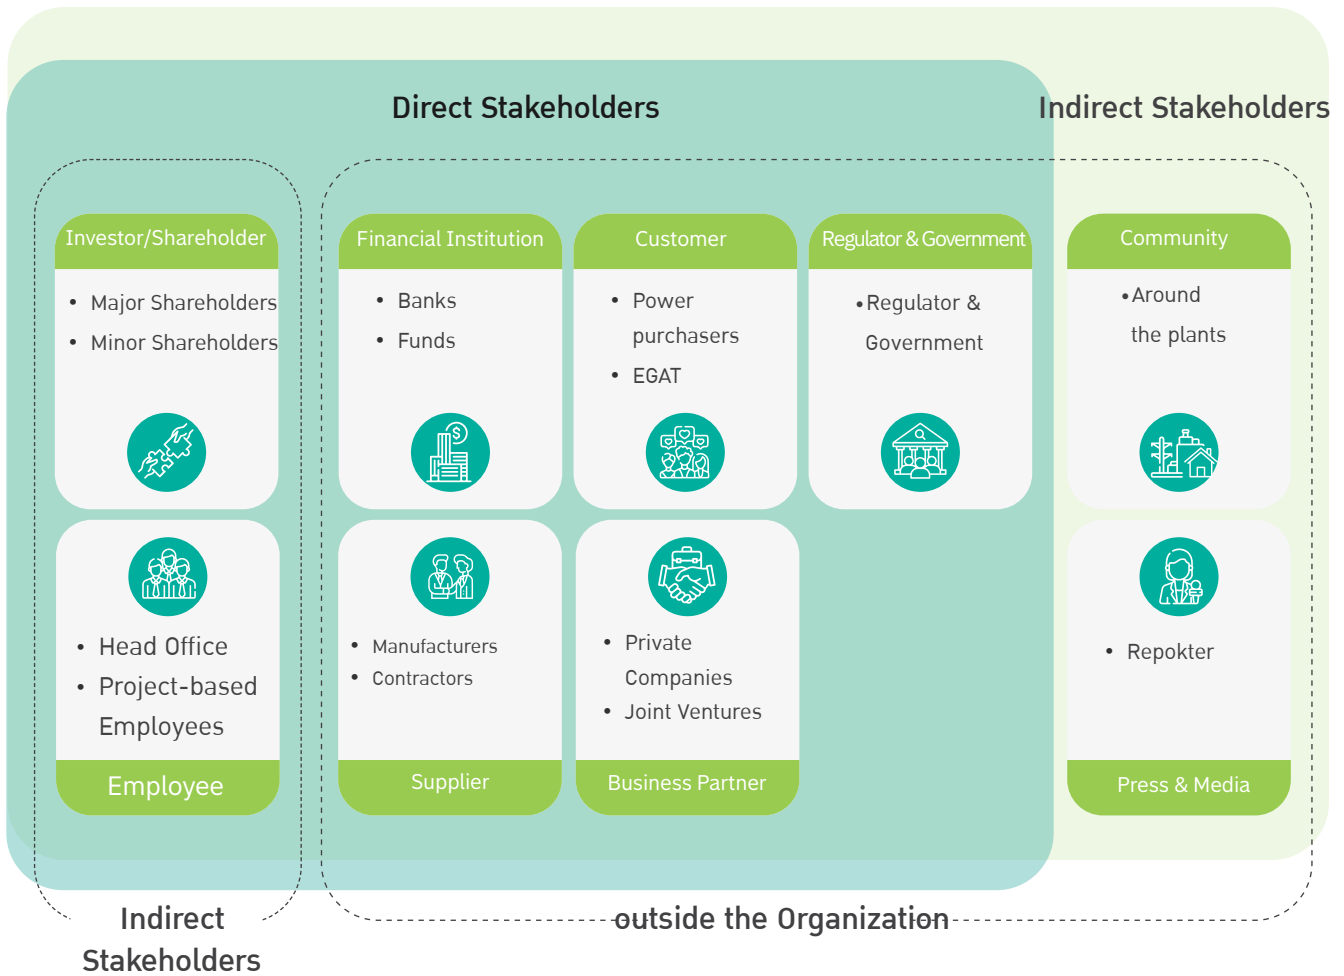 Direct Stakeholders
Indirect Stakeholders
Investor/Shareholder
• Major Shareholders
• Minor Shareholders
Financial Institution
• Banks
• Funds
Customer
• Power
purchasers
• EGAT
Regulator & Government
• Regulator &
Government
Community
• Around
the plants
• Head Office
• Project-based
Employees
Employee
• Manufacturers
• Contractors
Supplier
• Private
Companies
• Joint Ventures
Business Partner
• Repokter
Press & Media
Indirect
Stakeholders
outside the Organization